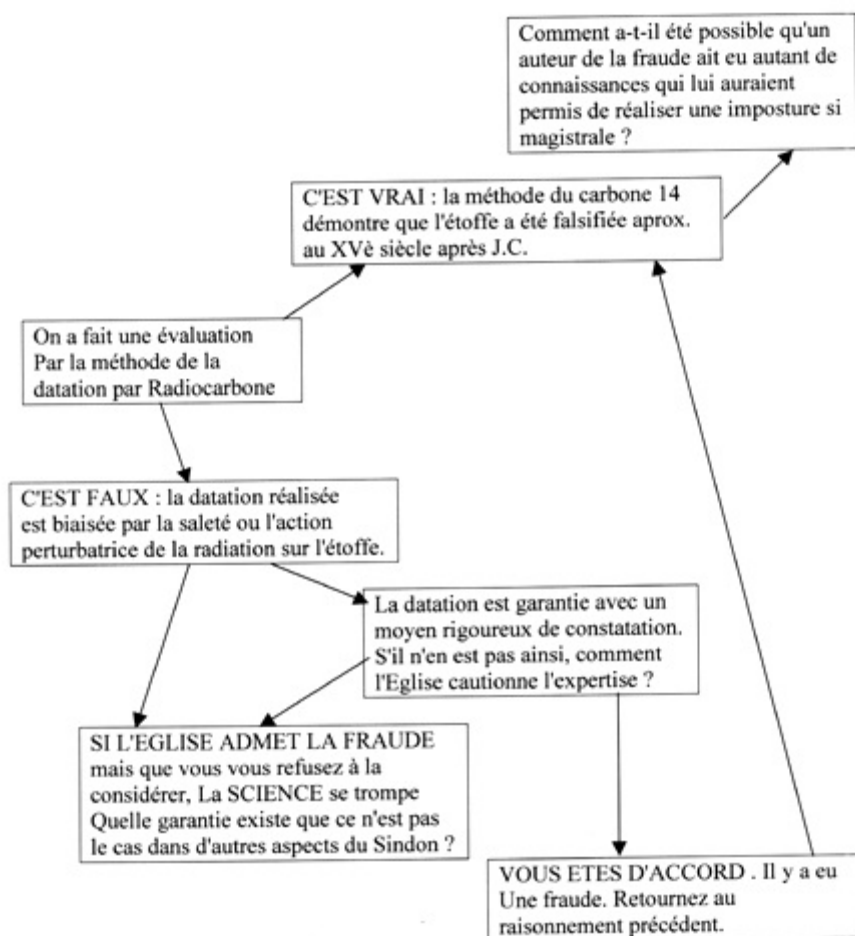 Comment a-t-il été possible qu'un
auteur de la fraude ait eu autant de
connaissances qui lui auraient
permis de réaliser une imposture si
magistrale ?
C'EST VRAI : la méthode du carbone 14
démontre que l'étoffe a été falsifiée aprox.
au XVè siècle après J.C.
On a fait une évaluation
Par la méthode de la
datation par Radiocarbone
C'EST FAUX : la datation réalisée
est biaisée par la saleté ou l'action
perturbatrice de la radiation sur l'étoffe.
La datation est garantie avec un
moyen rigoureux de constatation.
S'il n'en est pas ainsi, comment
l'Eglise cautionne l'expertise ?
SI L'EGLISE ADMET LA FRAUDE
mais que vous vous refusez à la
considérer, La SCIENCE se trompe
Quelle garantie existe que ce n'est pas
le cas dans d'autres aspects du Sindon ?
VOUS ETES D'ACCORD . Il y a eu
Une fraude. Retournez au
raisonnement précédent.